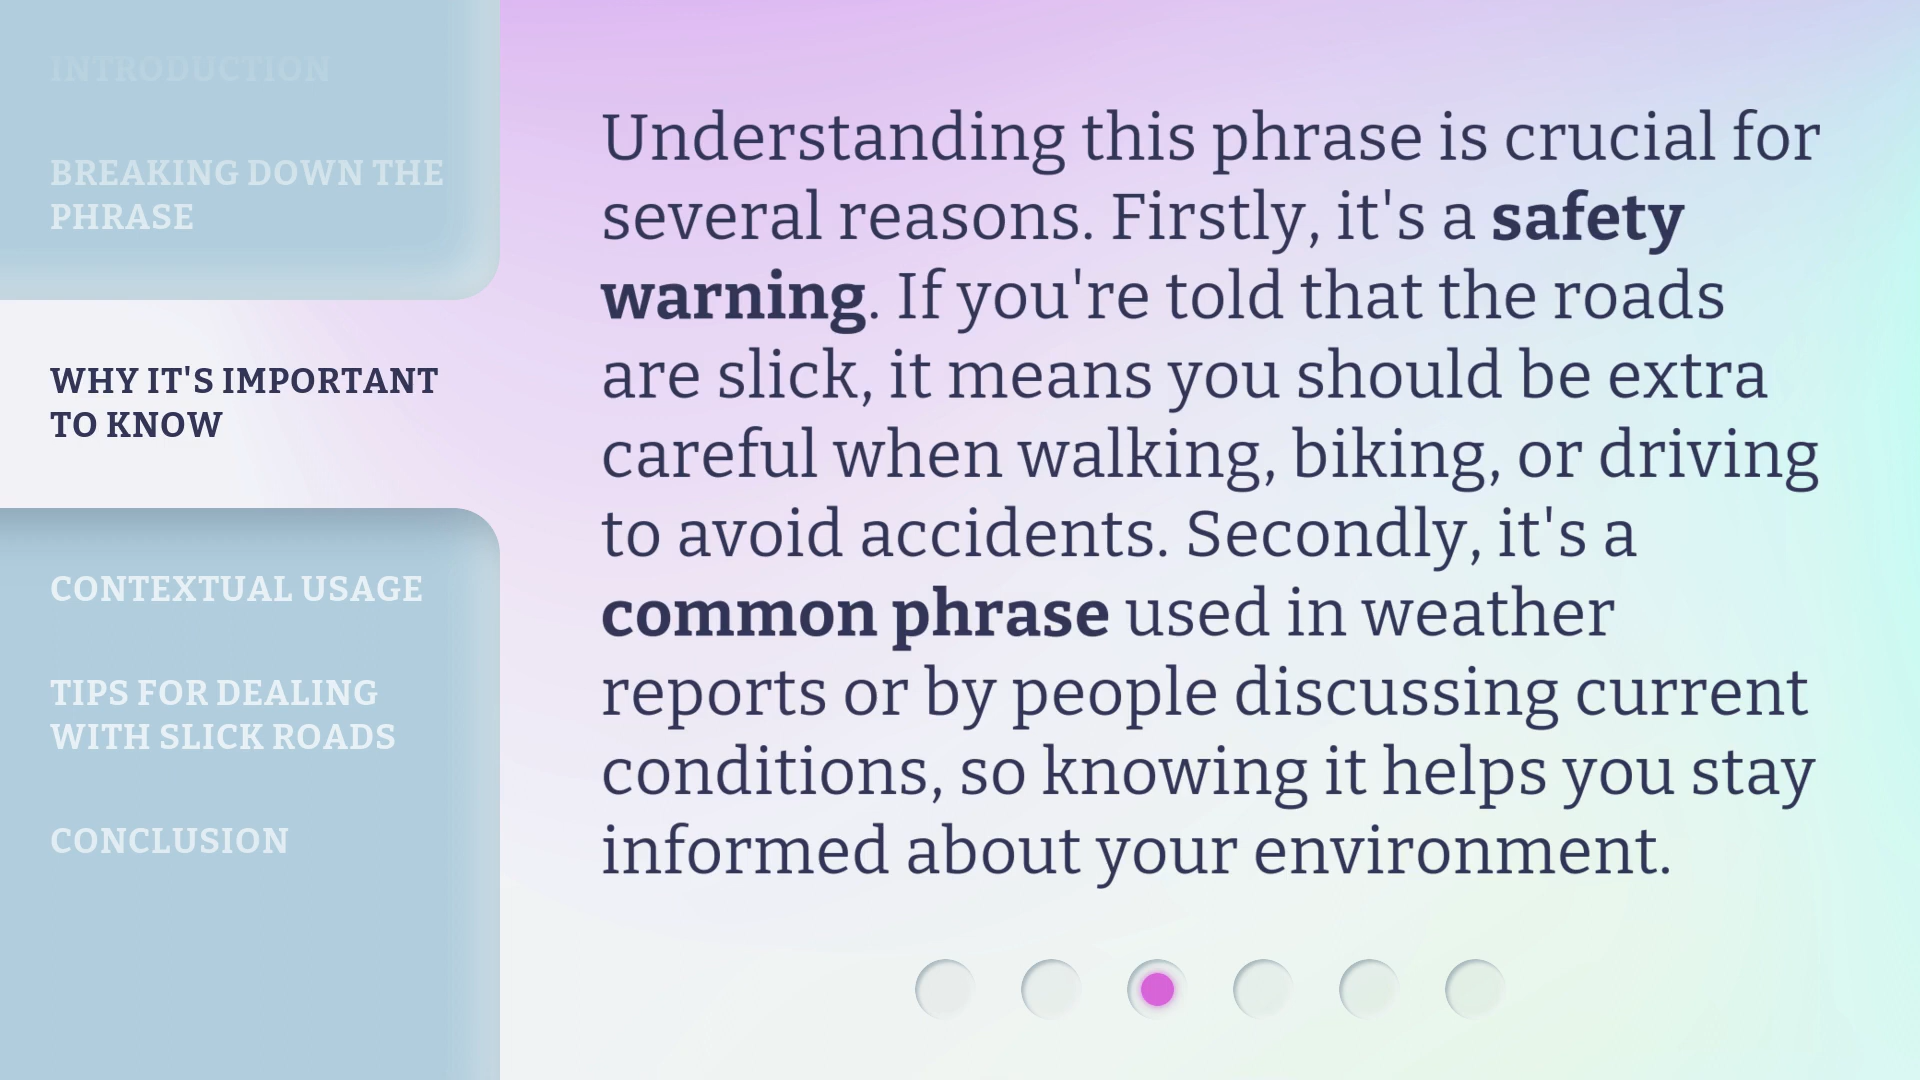 INTRODUCTION
BREAKING DOWN THE
PHRASE
WHY IT'S IMPORTANT
TO KNOW
CONTEXTUAL USAGE
TIPS FOR DEALING
WITH SLICK ROADS
CONCLUSION
Understanding this phrase is crucial for
several reasons. Firstly, it's a safety
warning. If you're told that the roads
are slick, it means you should be extra
careful when walking, biking, or driving
to avoid accidents. Secondly, it's a
common phrase used in weather
reports or by people discussing current
conditions, so knowing it helps you stay
informed about your environment.